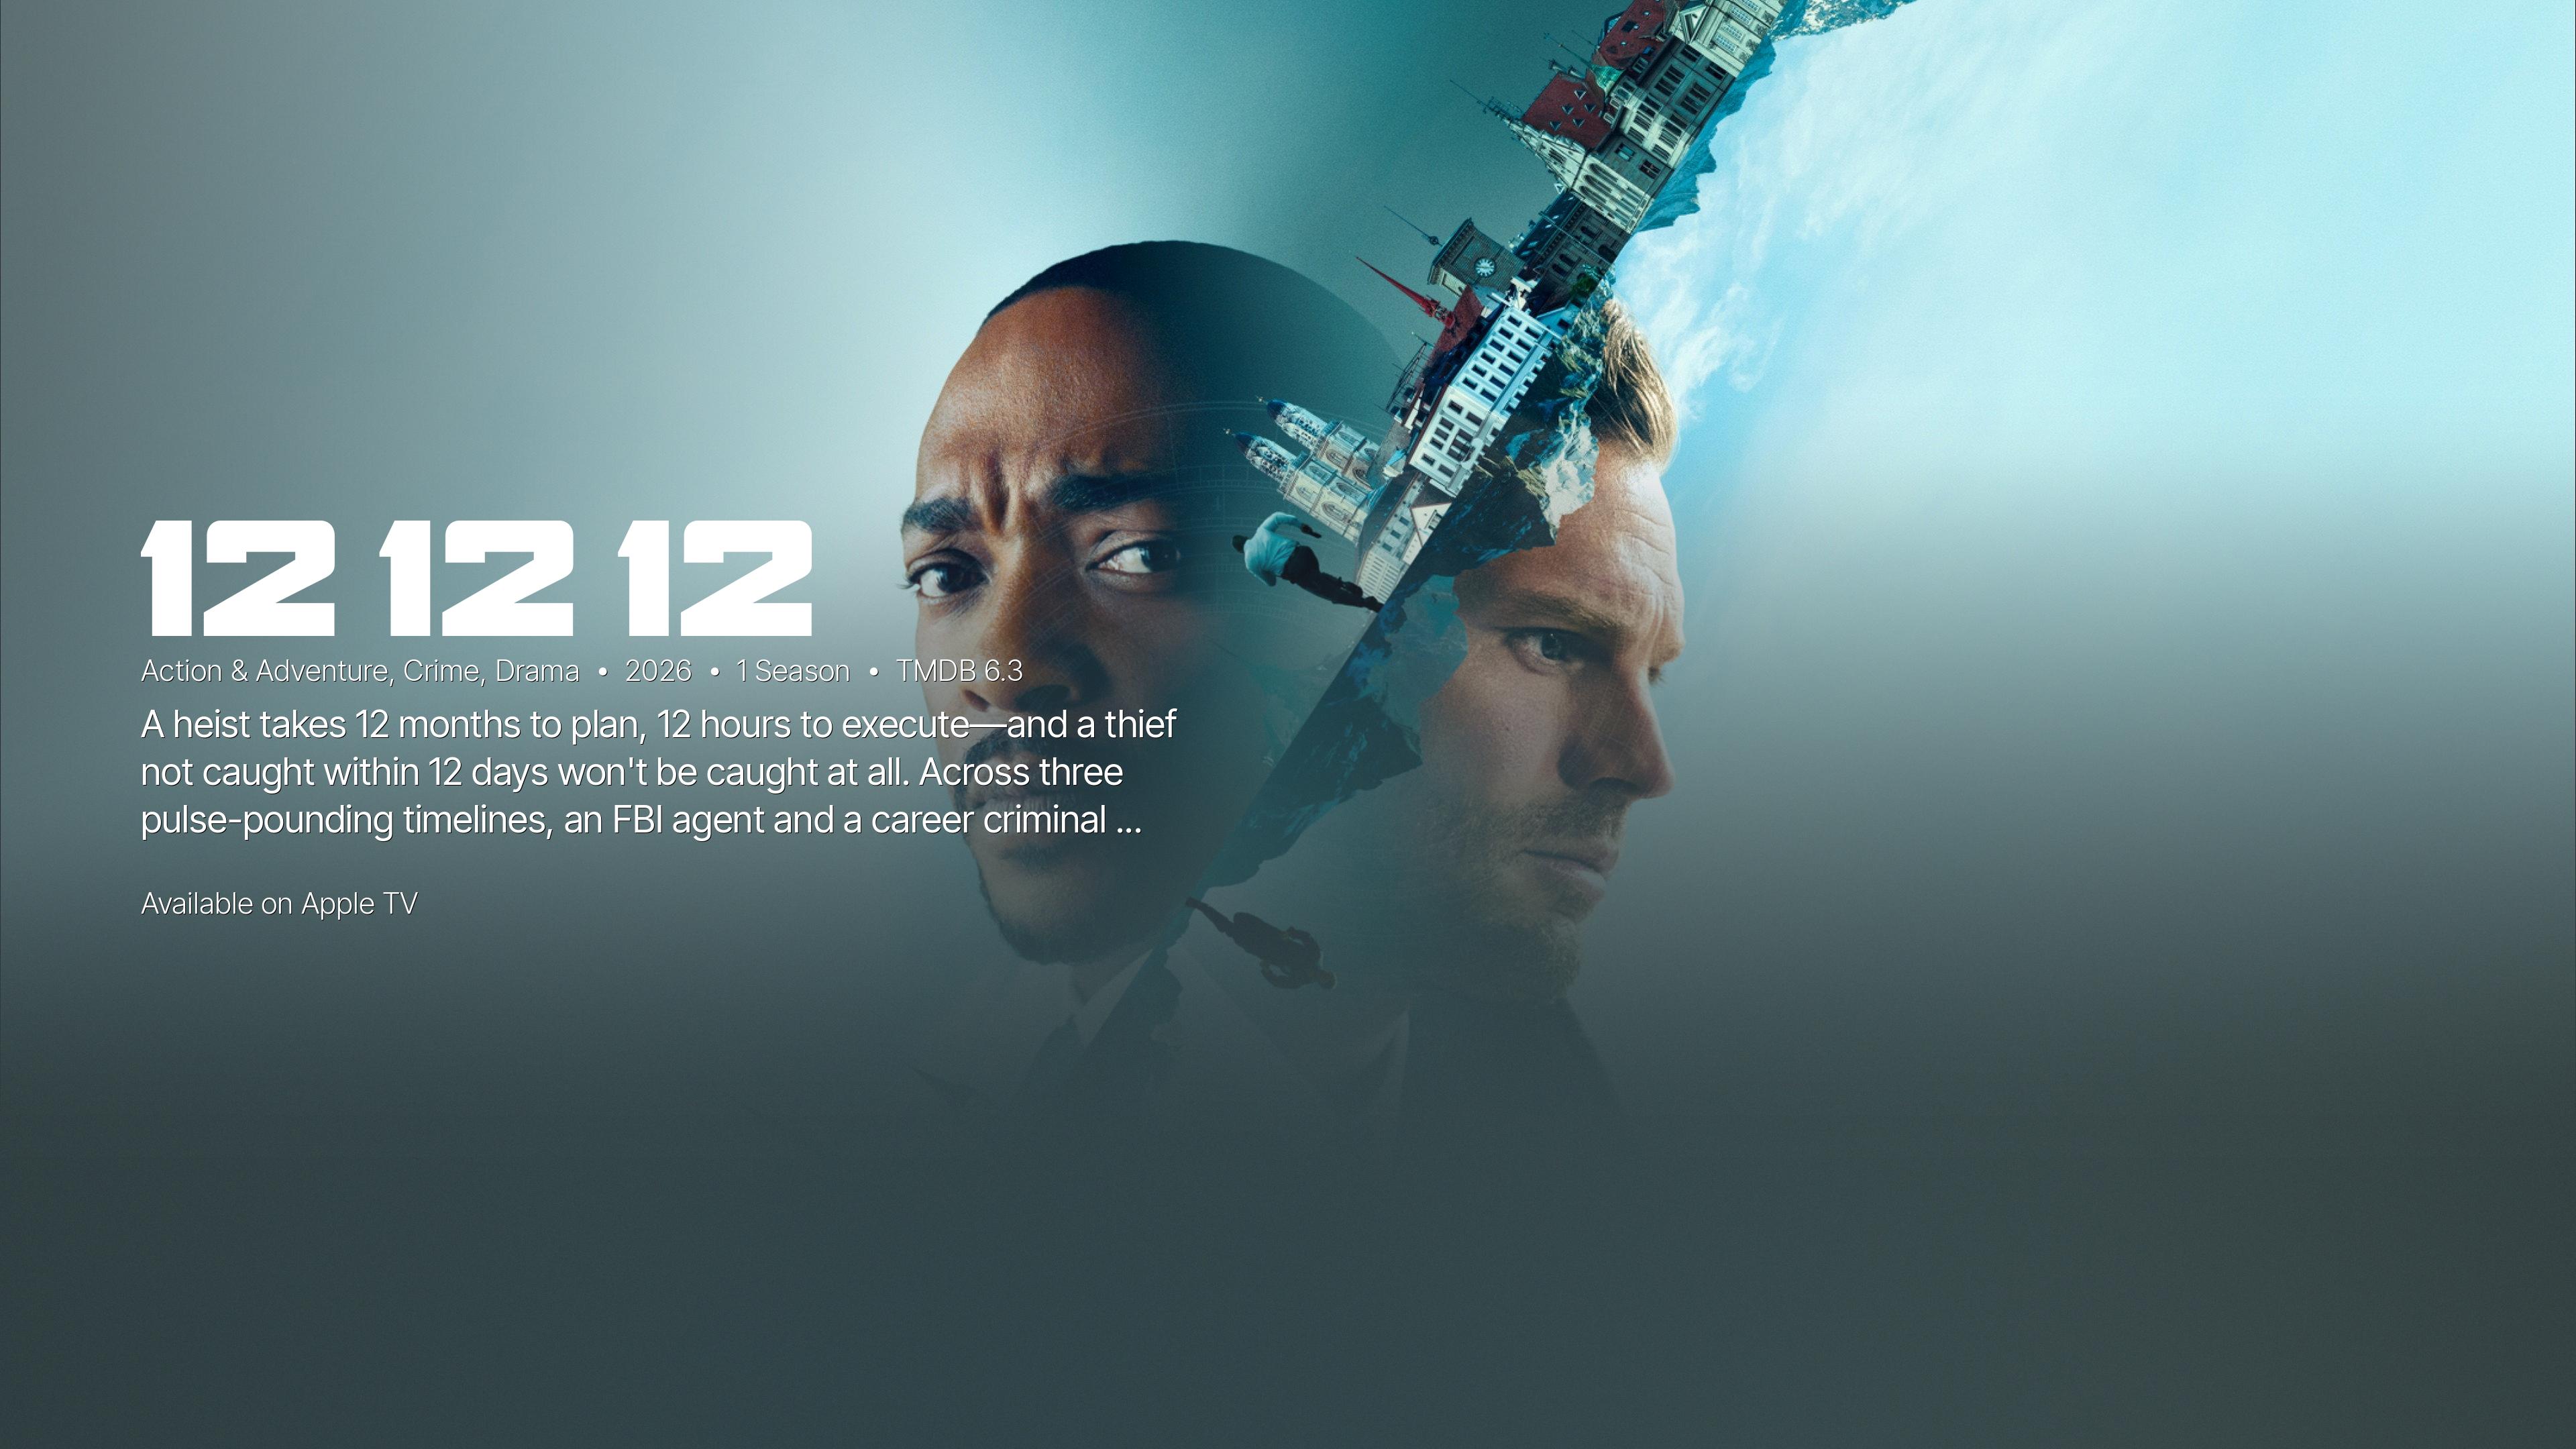 12 12 12
Action & Adventure, Crime, Drama • 2026 • 1 Season • TMDB 6.3
A heist takes 12 months to plan, 12 hours to execute—and a thief
not caught within 12 days won't be caught at all. Across three
pulse-pounding timelines, an FBI agent and a career criminal ...
Available on Apple TV